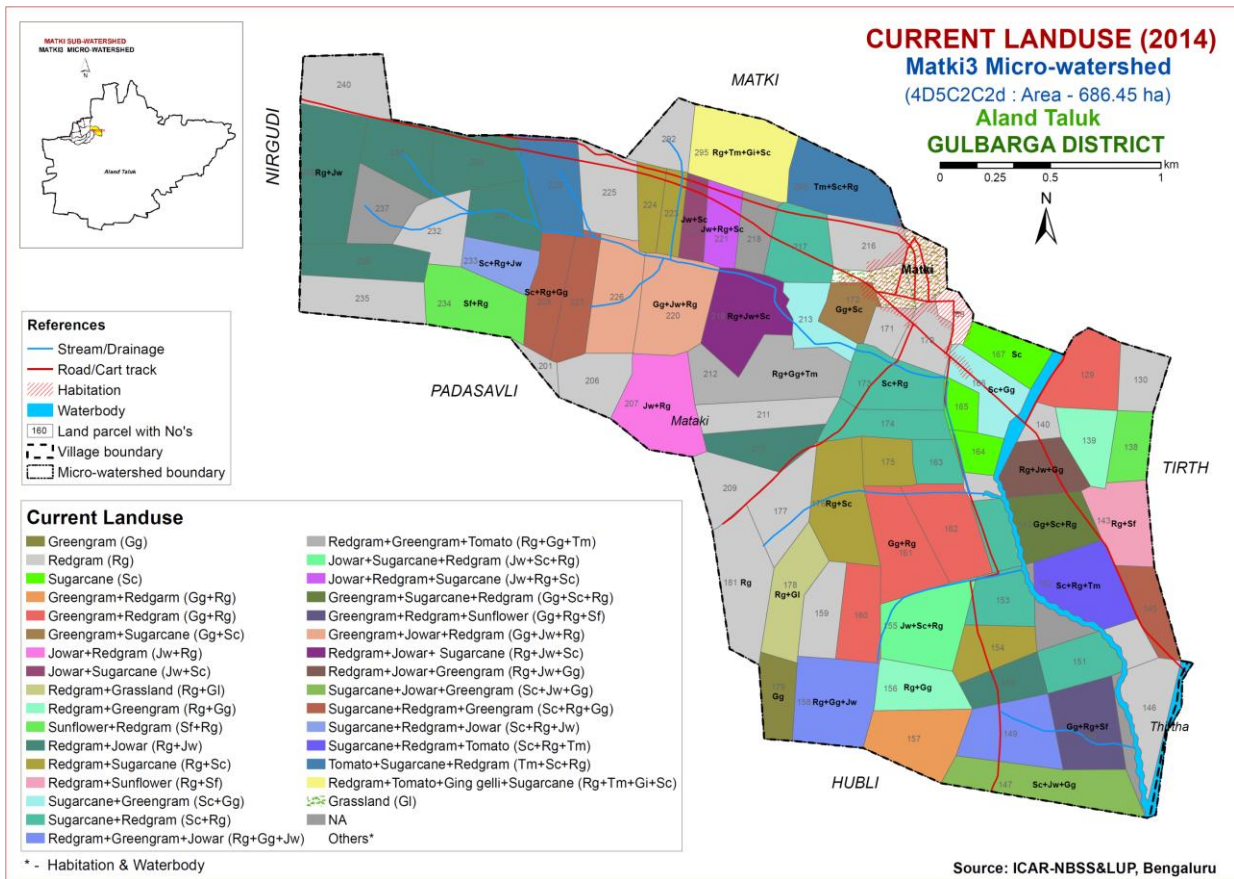 MATKI SUB-WATERSHED
MATKI3 MICRO-WATERSHED
N
Aland Taluk
CURRENT LANDUSE (2014)
Matki3 Micro-watershed
(4D5C2C2d : Area - 686.45 ha)
Aland Taluk
GULBARGA DISTRICT
0 0.25 0.5 1 km
N
MATKI
NIRGUDI
PADASAVLI
TIRTH
HUBLI
Mataki
Matki
240
Rg+Jw
237
232
233
Sc+Rg+Jw
235
234
Sf+Rg
225
224
223
292
295
Rg+Tm+Gi+Sc
Tm+Sc+Rg
Jw+Sc
Jw+Rg+Sc
221
218
217
216
Sc+Rg+Gg
226
Gg+Jw+Rg
220
Rg+Jw+Sc
213
172
Gg+Sc
171
201
206
207
Jw+Rg
212
Rg+Gg+Tm
211
Sc+Rg
174
167
Sc
Sc+Gg
165
164
130
140
139
138
Rg+Jw+Gg
209
177
175
163
Rg+Sc
162
Gg+Rg
161
Gg+Sc+Rg
143
Rg+Sf
181
Rg
178
Rg+Gl
159
160
153
Sc+Rg+Tm
155
Jw+Sc+Rg
154
151
Gg
158
Rg+Gg+Jw
156
Rg+Gg
157
149
Gg+Rg+Sf
146
147
Sc+Jw+Gg
References
Stream/Drainage
Road/Cart track
Habitation
Waterbody
160 Land parcel with No's
Village boundary
Micro-watershed boundary
Current Landuse
Greengram (Gg)
Redgram (Rg)
Sugarcane (Sc)
Greengram+Redgarm (Gg+Rg)
Greengram+Redgram (Gg+Rg)
Greengram+Sugarcane (Gg+Sc)
Jowar+Redgram (Jw+Rg)
Jowar+Sugarcane (Jw+Sc)
Redgram+Grassland (Rg+Gl)
Redgram+Greengram (Rg+Gg)
Sunflower+Redgram (Sf+Rg)
Redgram+Jowar (Rg+Jw)
Redgram+Sugarcane (Rg+Sc)
Redgram+Sunflower (Rg+Sf)
Sugarcane+Greengram (Sc+Gg)
Sugarcane+Redgram (Sc+Rg)
Redgram+Greengram+Jowar (Rg+Gg+Jw)
Redgram+Greengram+Tomato (Rg+Gg+Tm)
Jowar+Sugarcane+Redgram (Jw+Sc+Rg)
Jowar+Redgram+Sugarcane (Jw+Rg+Sc)
Greengram+Sugarcane+Redgram (Gg+Sc+Rg)
Greengram+Redgram+Sunflower (Gg+Rg+Sf)
Greengram+Jowar+Redgram (Gg+Jw+Rg)
Redgram+Jowar+ Sugarcane (Rg+Jw+Sc)
Redgram+Jowar+Greengram (Rg+Jw+Gg)
Sugarcane+Jowar+Greengram (Sc+Jw+Gg)
Sugarcane+Redgram+Greengram (Sc+Rg+Gg)
Sugarcane+Redgram+Jowar (Sc+Rg+Jw)
Sugarcane+Redgram+Tomato (Sc+Rg+Tm)
Tomato+Sugarcane+Redgram (Tm+Sc+Rg)
Redgram+Tomato+Ging gelli+Sugarcane (Rg+Tm+Gi+Sc)
Grassland (Gl)
NA
Others*
* - Habitation & Waterbody
Source: ICAR-NBSS&LUP, Bengaluru